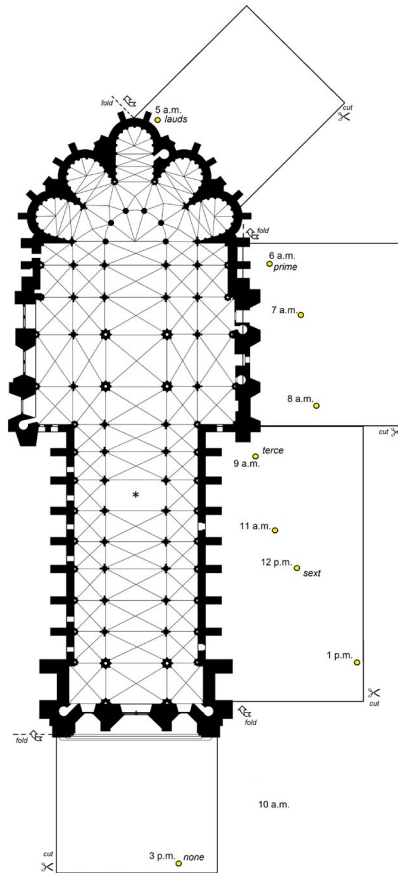 5 a.m.
fold
lauds
cut
fold
6 a.m.
prime
7 a.m.
8 a.m.
cut
terce
9 a.m.
*
11 a.m.
12 p.m.
sext
1 p.m.
cut
fold
fold
10 a.m.
cut
3 p.m. none